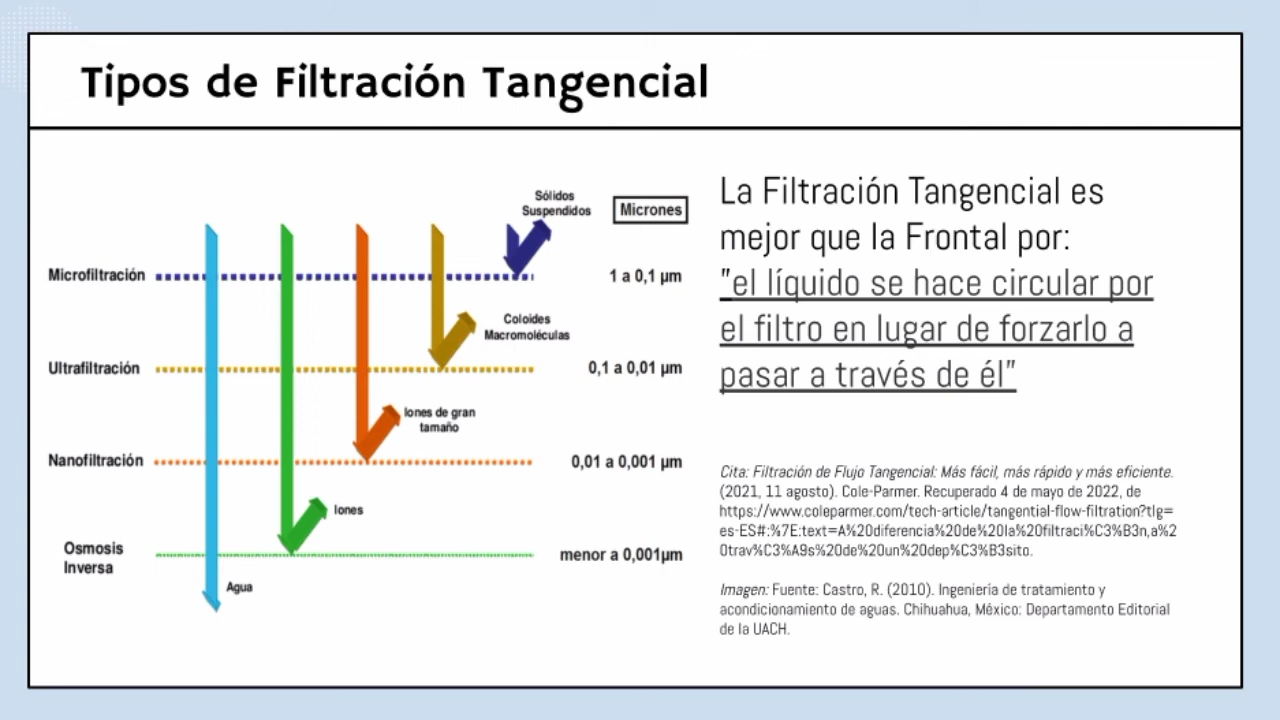 Tipos de Filtración Tangencial
Sólidos
Suspendidos
Micrones
Microfiltración
1 a 0,1 µm
Coloides
Macromoléculas
Ultrafiltración
0,1 a 0,01 µm
Iones de gran
tamaño
Nanofiltración
0,01 a 0,001 µm
Iones
Osmosis
Inversa
menor a 0,001µm
Agua
La Filtración Tangencial es
mejor que la Frontal por:
"el líquido se hace circular por
el filtro en lugar de forzarlo a
pasar a través de él"
Cita: Filtración de Flujo Tangencial: Más fácil, más rápido y más eficiente.
(2021, 11 agosto). Cole-Parmer. Recuperado 4 de mayo de 2022, de
https://www.coleparmer.com/tech-article/tangential-flow-filtration?tlg=
es-ES#:%7E:text=A%20diferencia%20de%20la%20filtraci%C3%B3n,a%2
0trav%C3%A9s%20de%20un%20dep%C3%B3sito.
Imagen: Fuente: Castro, R. (2010). Ingeniería de tratamiento y
acondicionamiento de aguas. Chihuahua, México: Departamento Editorial
de la UACH.